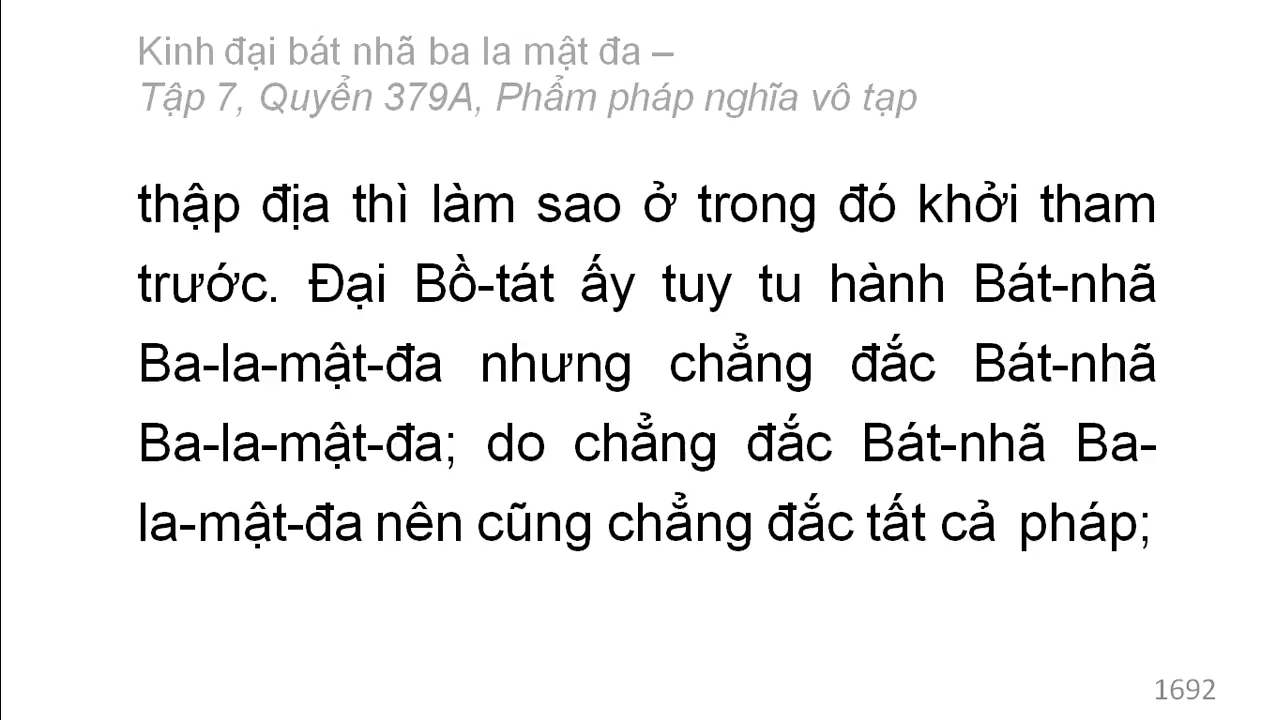 Kinh đại bát nhã ba la mật đa –
Tập 7, Quyển 379A, Phẩm pháp nghĩa vô tạp
thập địa thì làm sao ở trong đó khởi tham
trước. Đại Bồ-tát ấy tuy tu hành Bát-nhã
Ba-la-mật-đa nhưng chẳng đắc Bát-nhã
Ba-la-mật-đa; do chẳng đắc Bát-nhã Ba-
la-mật-đa nên cũng chẳng đắc tất cả pháp;
1692